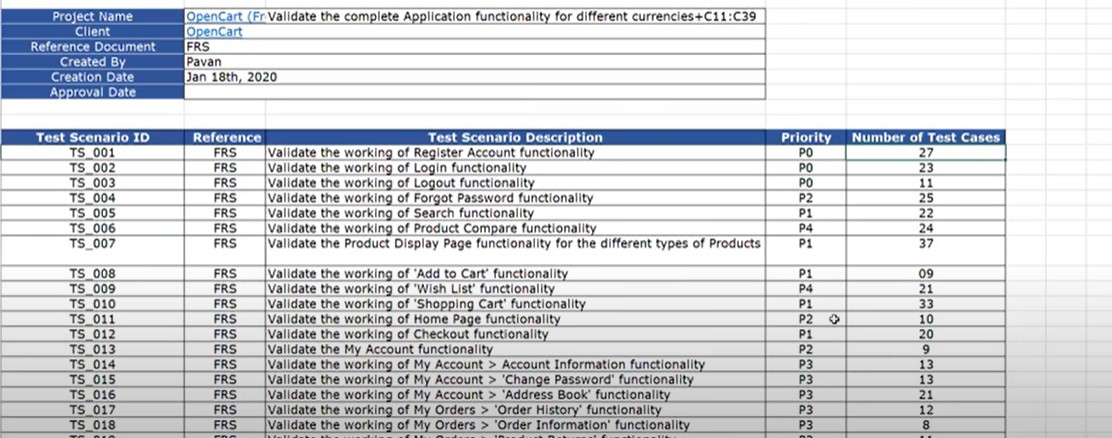 Project Name OpenCart (Fr Validate the complete Application functionality for different currencies+C11:C39
Client OpenCart
Reference Document FRS
Created By Pavan
Creation Date Jan 18th, 2020
Approval Date
Test Scenario ID Reference Test Scenario Description Priority Number of Test Cases
TS_001 FRS Validate the working of Register Account functionality P0 27
TS_002 FRS Validate the working of Login functionality P0 23
TS_003 FRS Validate the working of Logout functionality P0 11
TS_004 FRS Validate the working of Forgot Password functionality P2 25
TS_005 FRS Validate the working of Search functionality P1 22
TS_006 FRS Validate the working of Product Compare functionality P4 24
TS_007 FRS Validate the Product Display Page functionality for the different types of Products P1 37
TS_008 FRS Validate the working of 'Add to Cart' functionality P1 09
TS_009 FRS Validate the working of 'Wish List' functionality P4 21
TS_010 FRS Validate the working of 'Shopping Cart' functionality P1 33
TS_011 FRS Validate the working of Home Page functionality P2 10
TS_012 FRS Validate the working of Checkout functionality P1 20
TS_013 FRS Validate the My Account functionality P2 9
TS_014 FRS Validate the working of My Account > Account Information functionality P3 13
TS_015 FRS Validate the working of My Account > 'Change Password' functionality P3 13
TS_016 FRS Validate the working of My Account > 'Address Book' functionality P3 21
TS_017 FRS Validate the working of My Orders > 'Order History' functionality P3 12
TS_018 FRS Validate the working of My Orders > 'Order Information' functionality P3 8